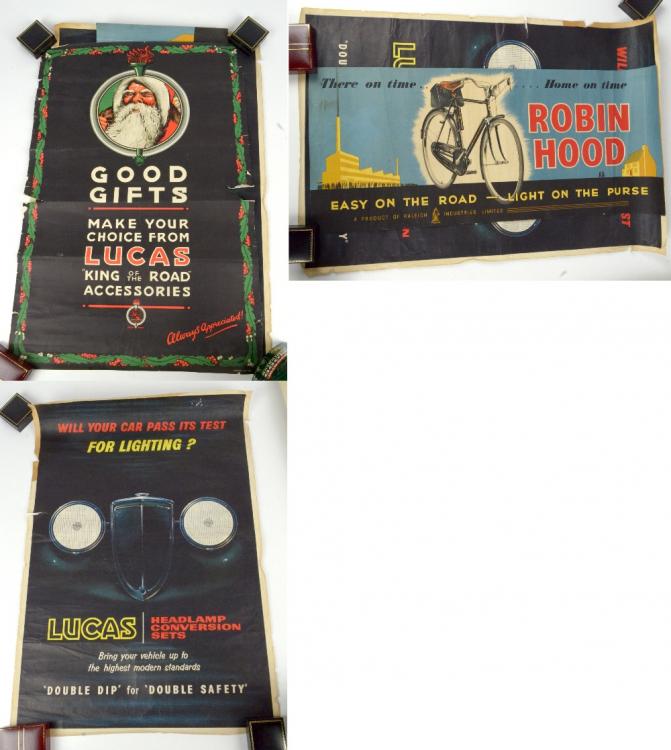 GOOD
GIFTS
MAKE YOUR
CHOICE FROM
LUCAS
"KING OF THE ROAD"
ACCESSORIES
Always Appreciated!
There on time . . . . . . Home on time
ROBIN
HOOD
EASY ON THE ROAD — LIGHT ON THE PURSE
A PRODUCT OF RALEIGH INDUSTRIES LIMITED
WILL YOUR CAR PASS ITS TEST
FOR LIGHTING ?
LUCAS
HEADLAMP
CONVERSION
SETS
Bring your vehicle up to
the highest modern standards
'DOUBLE DIP' for 'DOUBLE SAFETY'